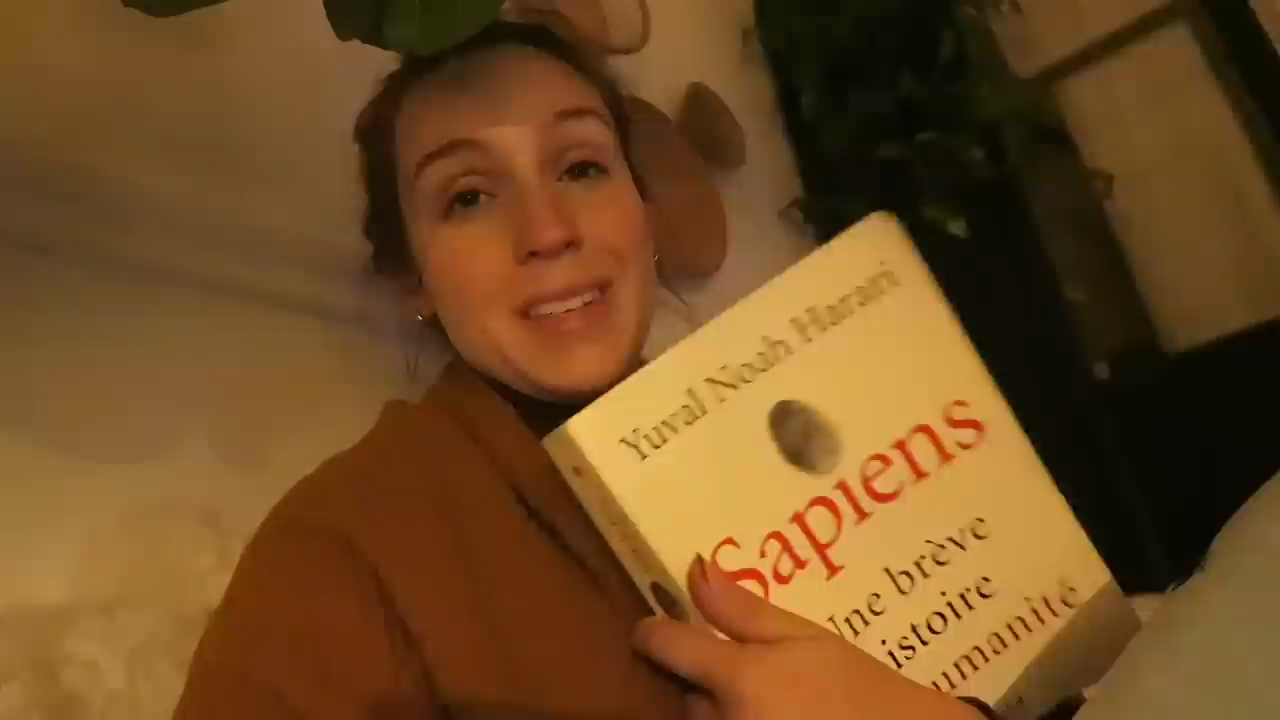 Yuval Noah Harari
Sapiens
Une brève
istoire
umanité